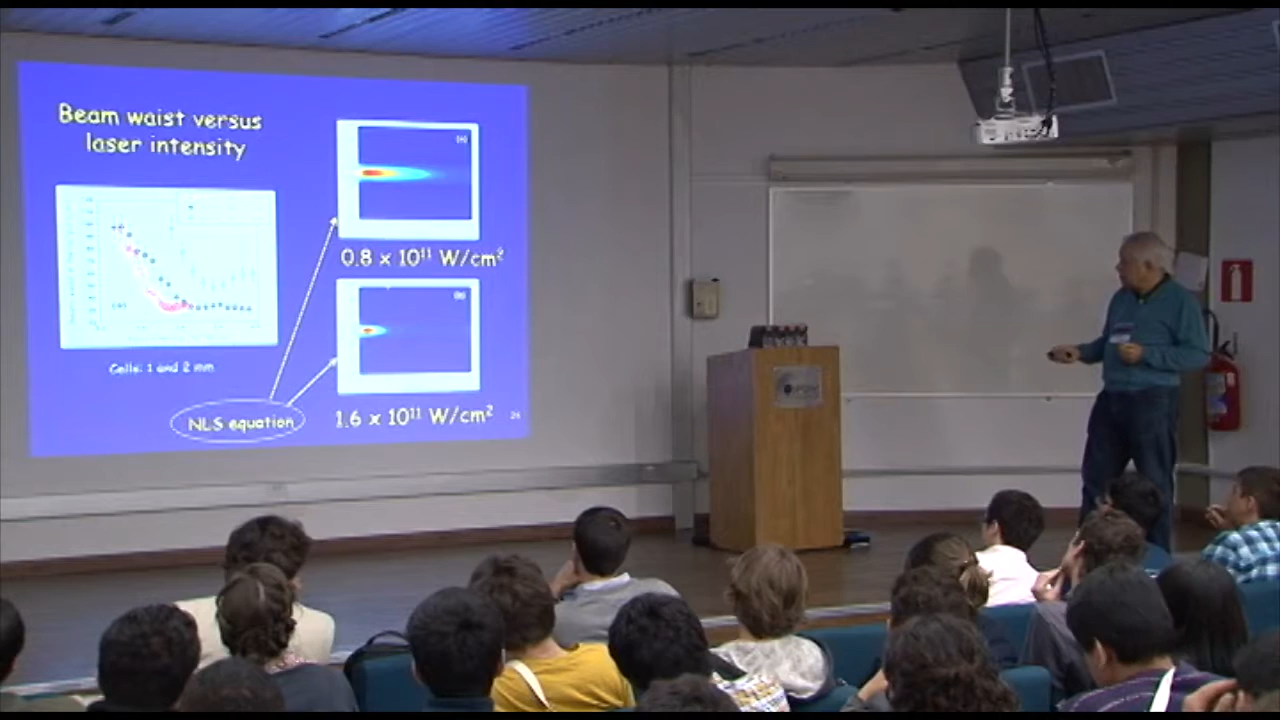 Beam waist versus
laser intensity
(a)
0.8 x 10¹¹ W/cm²
(b)
Cells: 1 and 2 mm
NLS equation
1.6 x 10¹¹ W/cm²